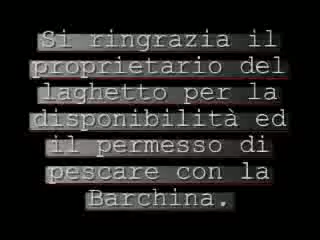 Si ringrazia il
proprietario del
laghetto per la
disponibilità ed
il permesso di
pescare con la
Barchina.